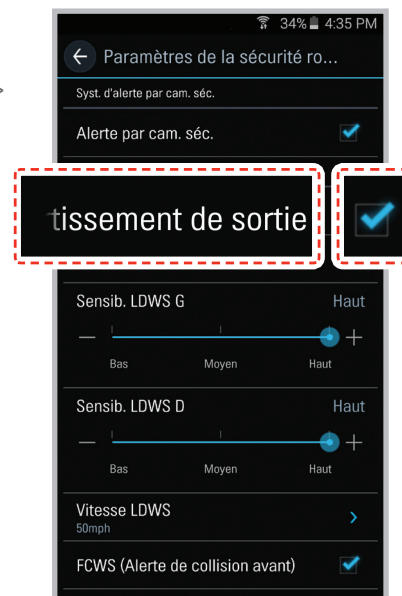 34% 4:35 PM
Paramètres de la sécurité ro...
Syst. d'alerte par cam. séc.
Alerte par cam. séc.
tissement de sortie
Sensib. LDWS G Haut
Bas Moyen Haut
Sensib. LDWS D Haut
Bas Moyen Haut
Vitesse LDWS
50mph
FCWS (Alerte de collision avant)